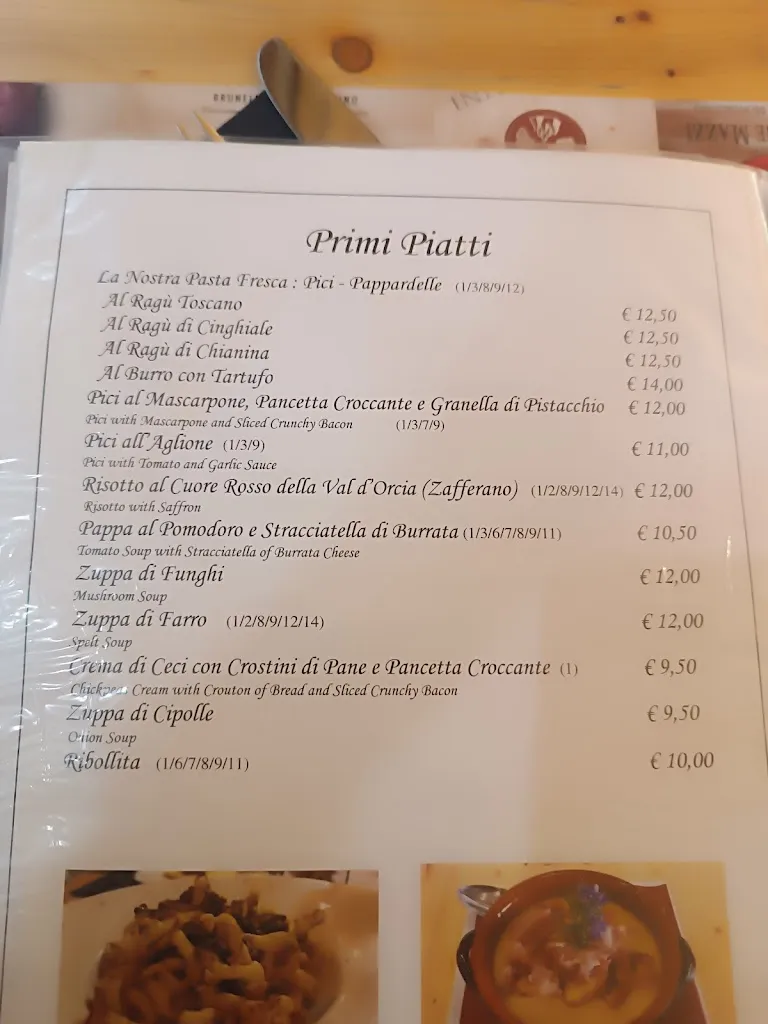 Primi Piatti
La Nostra Pasta Fresca : Pici - Pappardelle (1/3/8/9/12)
Al Ragù Toscano € 12,50
Al Ragù di Cinghiale € 12,50
Al Ragù di Chianina € 12,50
Al Burro con Tartufo € 14,00
Pici al Mascarpone, Pancetta Croccante e Granella di Pistacchio € 12,00
Pici with Mascarpone and Sliced Crunchy Bacon (1/3/7/9)
Pici all'Aglione (1/3/9) € 11,00
Pici with Tomato and Garlic Sauce
Risotto al Cuore Rosso della Val d'Orcia (Zafferano) (1/2/8/9/12/14) € 12,00
Risotto with Saffron
Pappa al Pomodoro e Stracciatella di Burrata (1/3/6/7/8/9/11) € 10,50
Tomato Soup with Stracciatella of Burrata Cheese
Zuppa di Funghi € 12,00
Mushroom Soup
Zuppa di Farro (1/2/8/9/12/14) € 12,00
Spelt Soup
Crema di Ceci con Crostini di Pane e Pancetta Croccante (1) € 9,50
Chickpeas Cream with Crouton of Bread and Sliced Crunchy Bacon
Zuppa di Cipolle € 9,50
Onion Soup
Ribollita (1/6/7/8/9/11) € 10,00